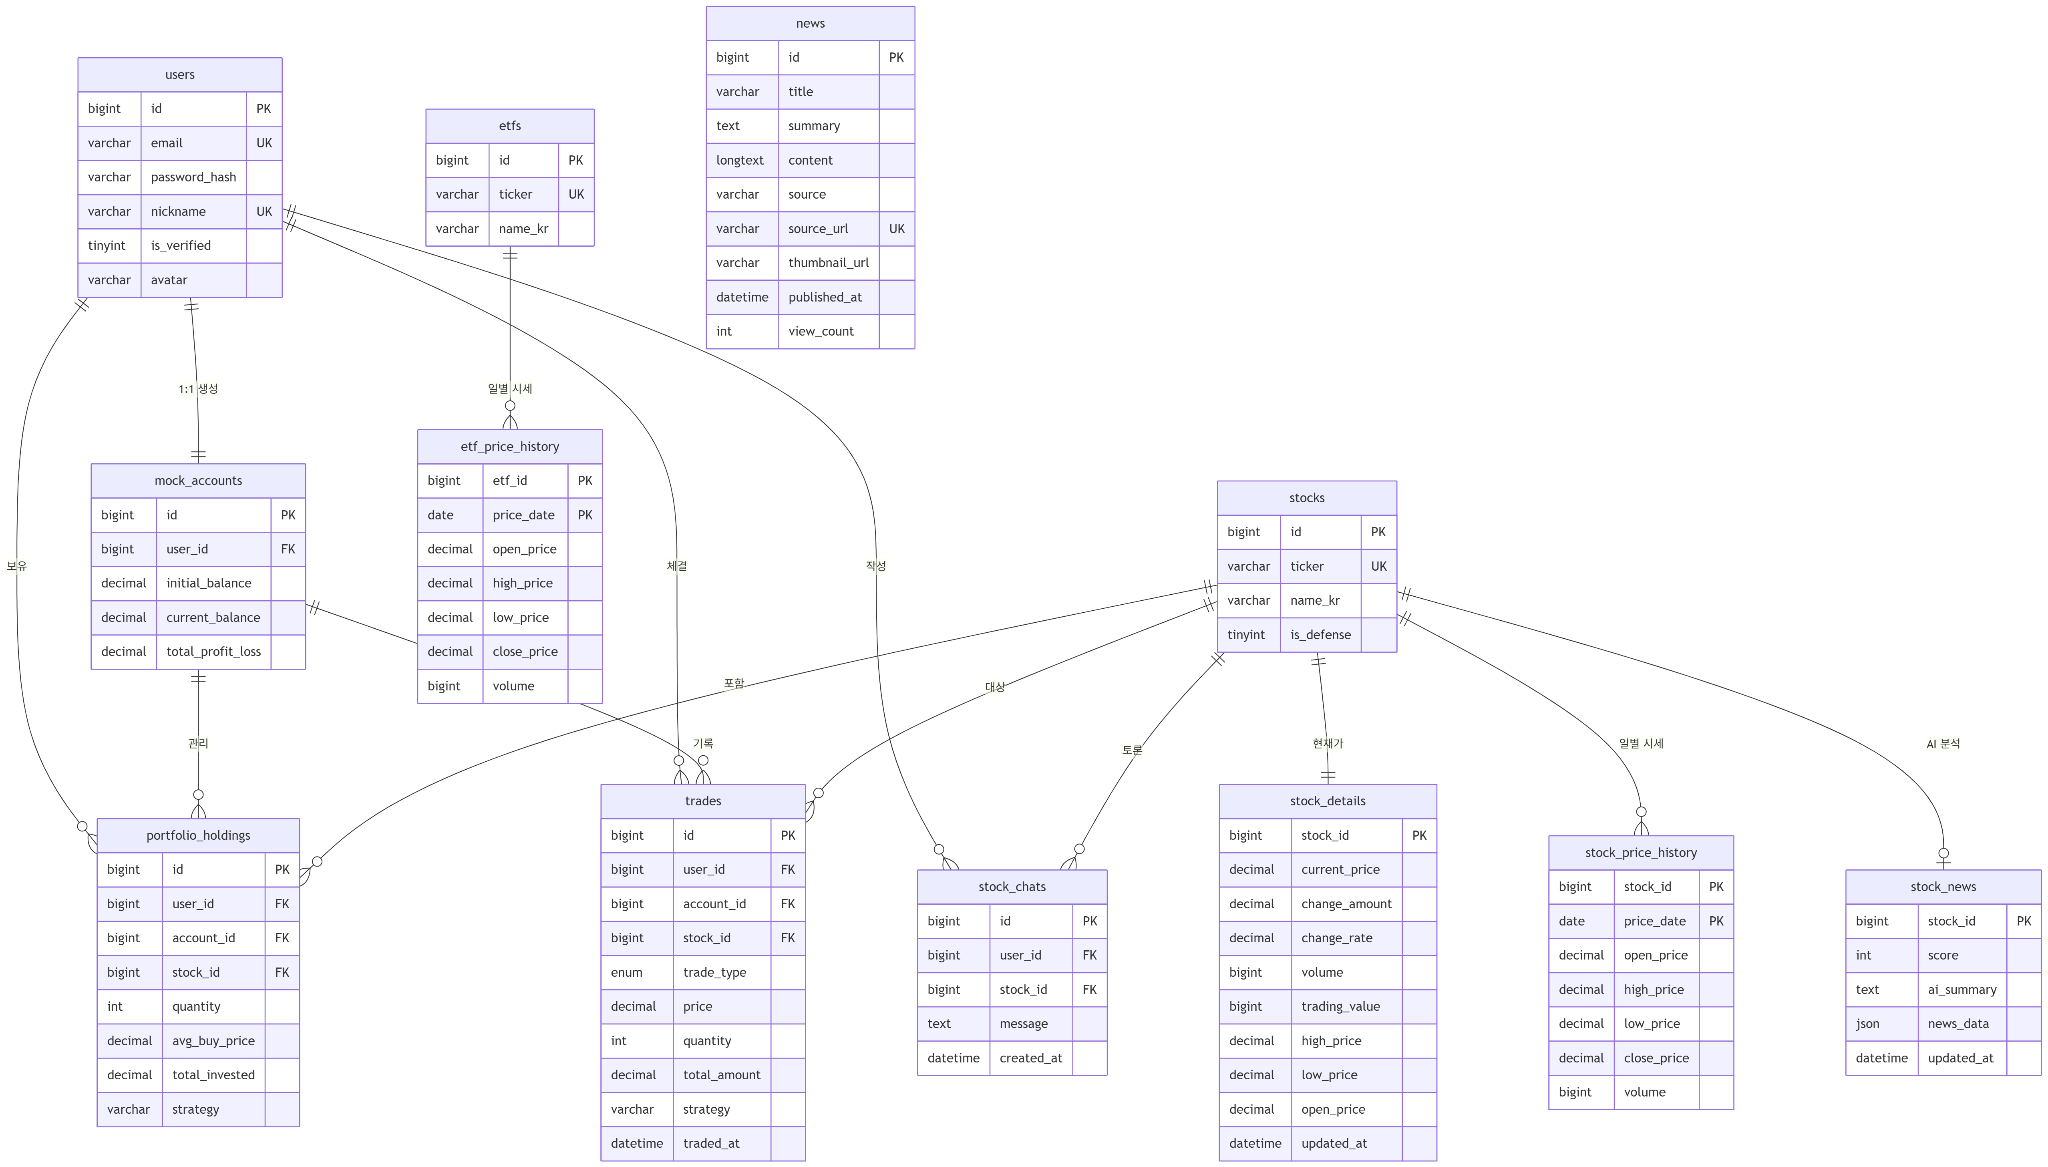 news
bigint id PK
varchar title
text summary
longtext content
varchar source
varchar source_url UK
varchar thumbnail_url
datetime published_at
int view_count
users
bigint id PK
varchar email UK
varchar password_hash
varchar nickname UK
tinyint is_verified
varchar avatar
etfs
bigint id PK
varchar ticker UK
varchar name_kr
1:1 생성
일별 시세
etf_price_history
bigint etf_id PK
date price_date PK
decimal open_price
decimal high_price
decimal low_price
decimal close_price
bigint volume
mock_accounts
bigint id PK
bigint user_id FK
decimal initial_balance
decimal current_balance
decimal total_profit_loss
stocks
bigint id PK
varchar ticker UK
varchar name_kr
tinyint is_defense
보유
체결
작성
포함
대상
관리
기록
토론
현재가
일별 시세
AI 분석
portfolio_holdings
bigint id PK
bigint user_id FK
bigint account_id FK
bigint stock_id FK
int quantity
decimal avg_buy_price
decimal total_invested
varchar strategy
trades
bigint id PK
bigint user_id FK
bigint account_id FK
bigint stock_id FK
enum trade_type
decimal price
int quantity
decimal total_amount
varchar strategy
datetime traded_at
stock_chats
bigint id PK
bigint user_id FK
bigint stock_id FK
text message
datetime created_at
stock_details
bigint stock_id PK
decimal current_price
decimal change_amount
decimal change_rate
bigint volume
bigint trading_value
decimal high_price
decimal low_price
decimal open_price
datetime updated_at
stock_price_history
bigint stock_id PK
date price_date PK
decimal open_price
decimal high_price
decimal low_price
decimal close_price
bigint volume
stock_news
bigint stock_id PK
int score
text ai_summary
json news_data
datetime updated_at